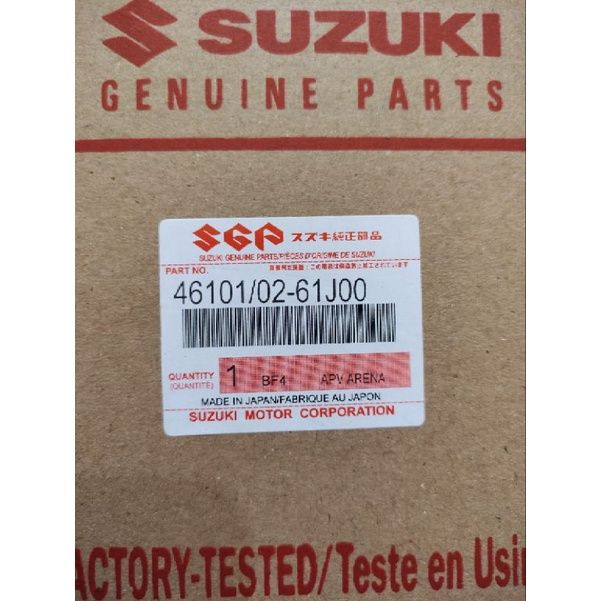 SUZUKI
GENUINE PARTS
SGP スズキ純正部品
SUZUKI GENUINE PARTS/PIÈCES D'ORIGINE DE SUZUKI
PART NO.
46101/02-61J00
QUANTITY 1 BF4 APV ARENA
(QUANTITÉ)
MADE IN JAPAN/FABRIQUE AU JAPON
SUZUKI MOTOR CORPORATION
ACTORY-TESTED/Teste en Usi